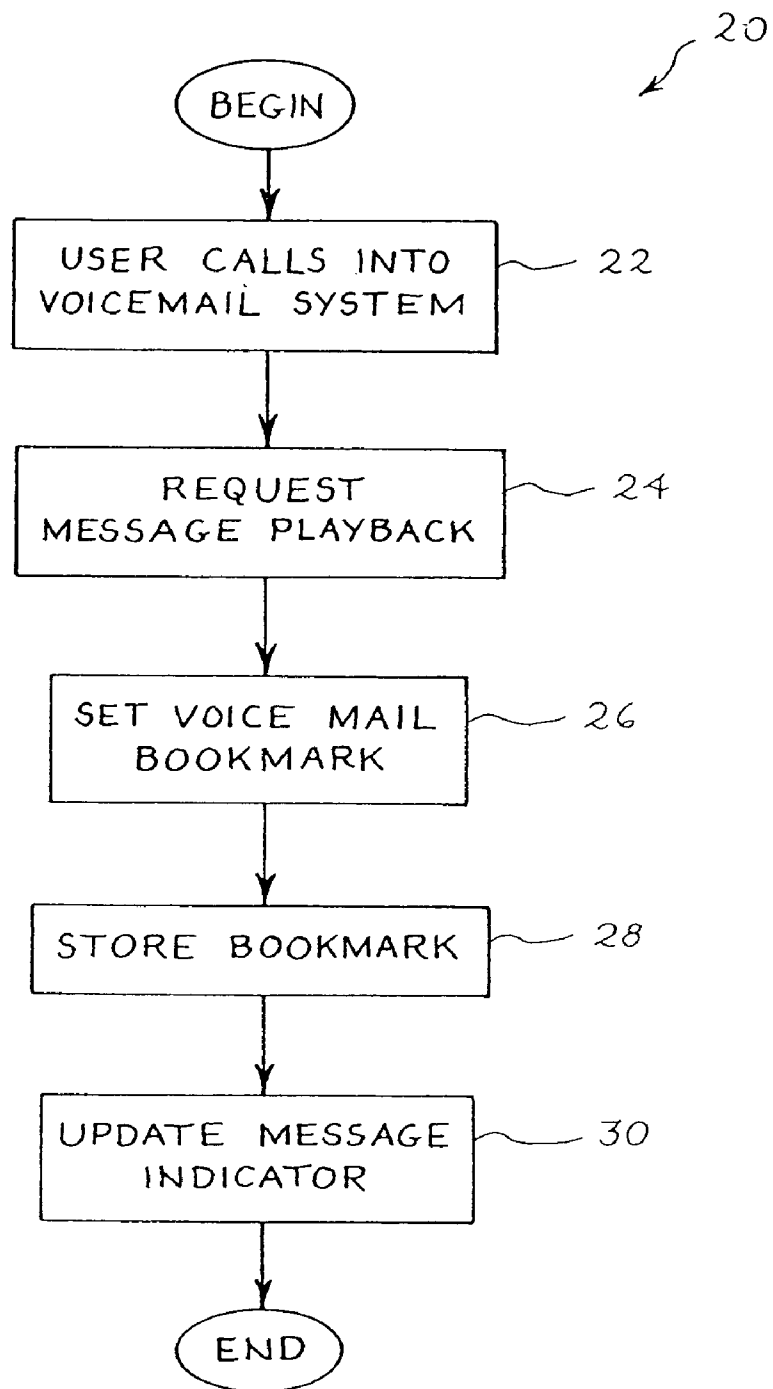 20
BEGIN
USER CALLS INTO
VOICEMAIL SYSTEM
22
REQUEST
MESSAGE PLAYBACK
24
SET VOICE MAIL
BOOKMARK
26
STORE BOOKMARK
28
UPDATE MESSAGE
INDICATOR
30
END